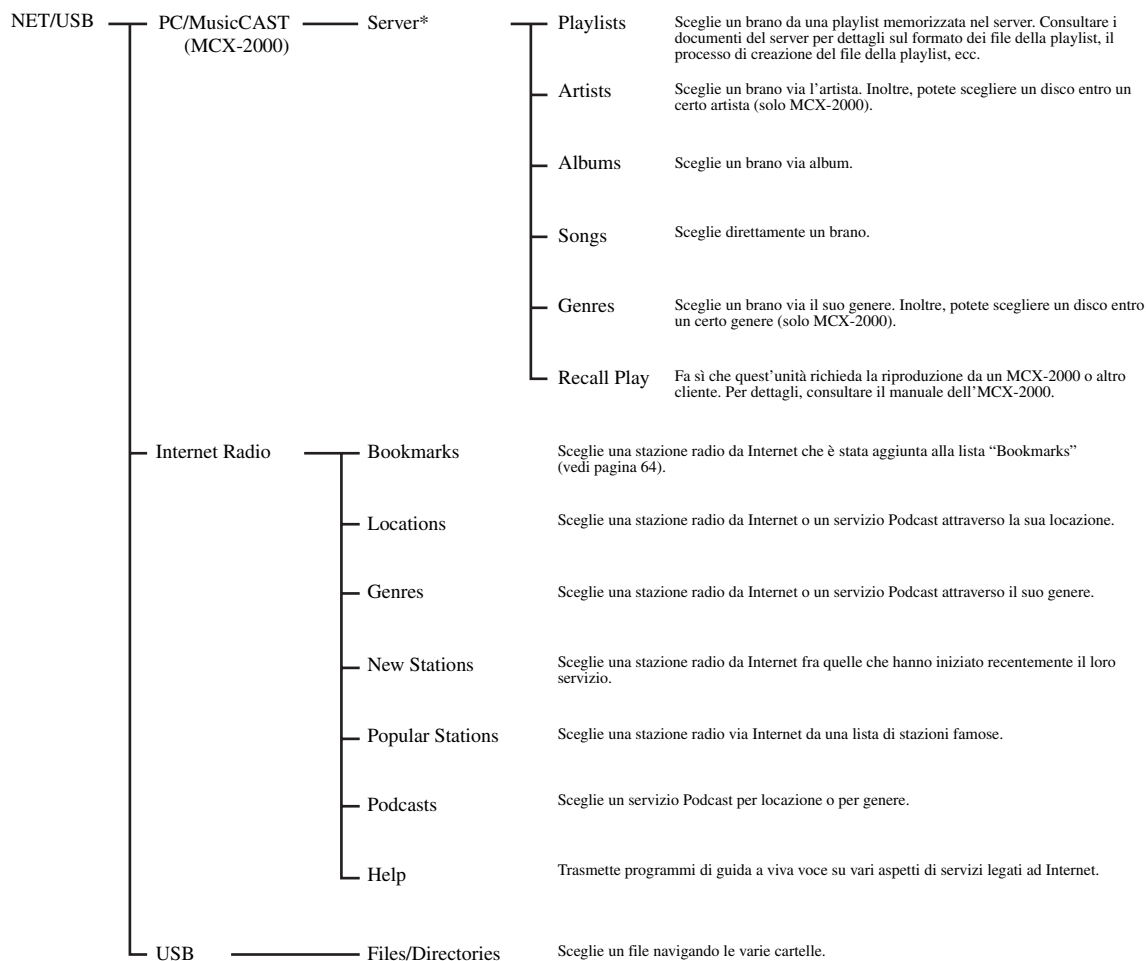 NET/USB PC/MusicCAST Server* Playlists Sceglie un brano da una playlist memorizzata nel server. Consultare i
(MCX-2000) documenti del server per dettagli sul formato dei file della playlist, il
processo di creazione del file della playlist, ecc.
Artists Sceglie un brano via l’artista. Inoltre, potete scegliere un disco entro un
certo artista (solo MCX-2000).
Albums Sceglie un brano via album.
Songs Sceglie direttamente un brano.
Genres Sceglie un brano via il suo genere. Inoltre, potete scegliere un disco entro
un certo genere (solo MCX-2000).
Recall Play Fa sì che quest’unità richieda la riproduzione da un MCX-2000 o altro
cliente. Per dettagli, consultare il manuale dell’MCX-2000.
Internet Radio Bookmarks Sceglie una stazione radio da Internet che è stata aggiunta alla lista “Bookmarks”
(vedi pagina 64).
Locations Sceglie una stazione radio da Internet o un servizio Podcast attraverso la sua locazione.
Genres Sceglie una stazione radio da Internet o un servizio Podcast attraverso il suo genere.
New Stations Sceglie una stazione radio da Internet fra quelle che hanno iniziato recentemente il loro
servizio.
Popular Stations Sceglie una stazione radio via Internet da una lista di stazioni famose.
Podcasts Sceglie un servizio Podcast per locazione o per genere.
Help Trasmette programmi di guida a viva voce su vari aspetti di servizi legati ad Internet.
USB Files/Directories Sceglie un file navigando le varie cartelle.